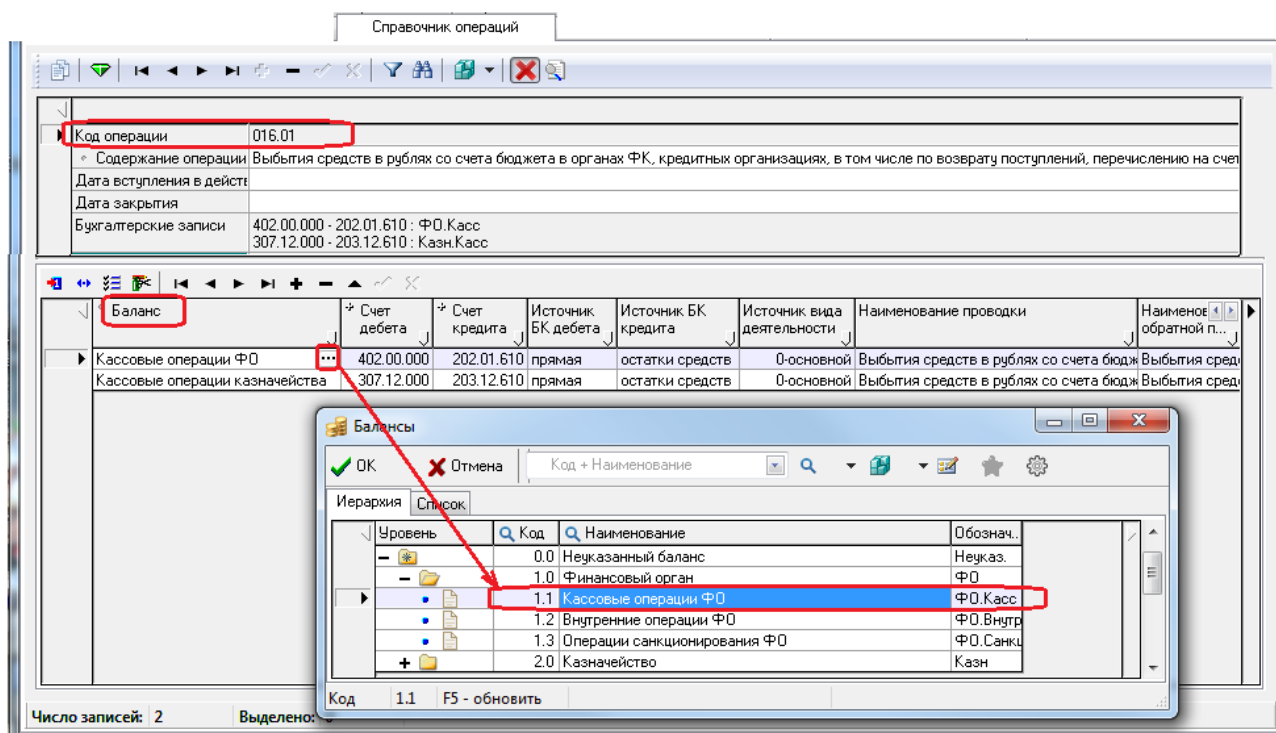 Справочник операций
Код операции 016.01
Содержание операции Выбытия средств в рублях со счета бюджета в органах ФК, кредитных организациях, в том числе по возврату поступлений, перечислению на счет
Дата вступления в действ
Дата закрытия
Бухгалтерские записи 402.00.000 - 202.01.610 : ФО.Касс
307.12.000 - 203.12.610 : Казн.Касс
Баланс Счет дебета Счет кредита Источник БК дебета Источник БК кредита Источник вида деятельности Наименование проводки Наименов обратной п...
Кассовые операции ФО ... 402.00.000 202.01.610 прямая остатки средств 0-основной Выбытия средств в рублях со счета бюдж Выбытия средс
Кассовые операции казначейства 307.12.000 203.12.610 прямая остатки средств 0-основной Выбытия средств в рублях со счета бюдж Выбытия средс
Балансы
OK Отмена Код + Наименование
Иерархия Список
Уровень Код Наименование Обознач..
0.0 Неуказанный баланс Неуказ.
1.0 Финансовый орган ФО
1.1 Кассовые операции ФО ФО.Касс
1.2 Внутренние операции ФО ФО.Внутр
1.3 Операции санкционирования ФО ФО.Санкц
2.0 Казначейство Казн
Код 1.1 F5 - обновить
Число записей: 2 Выделено: